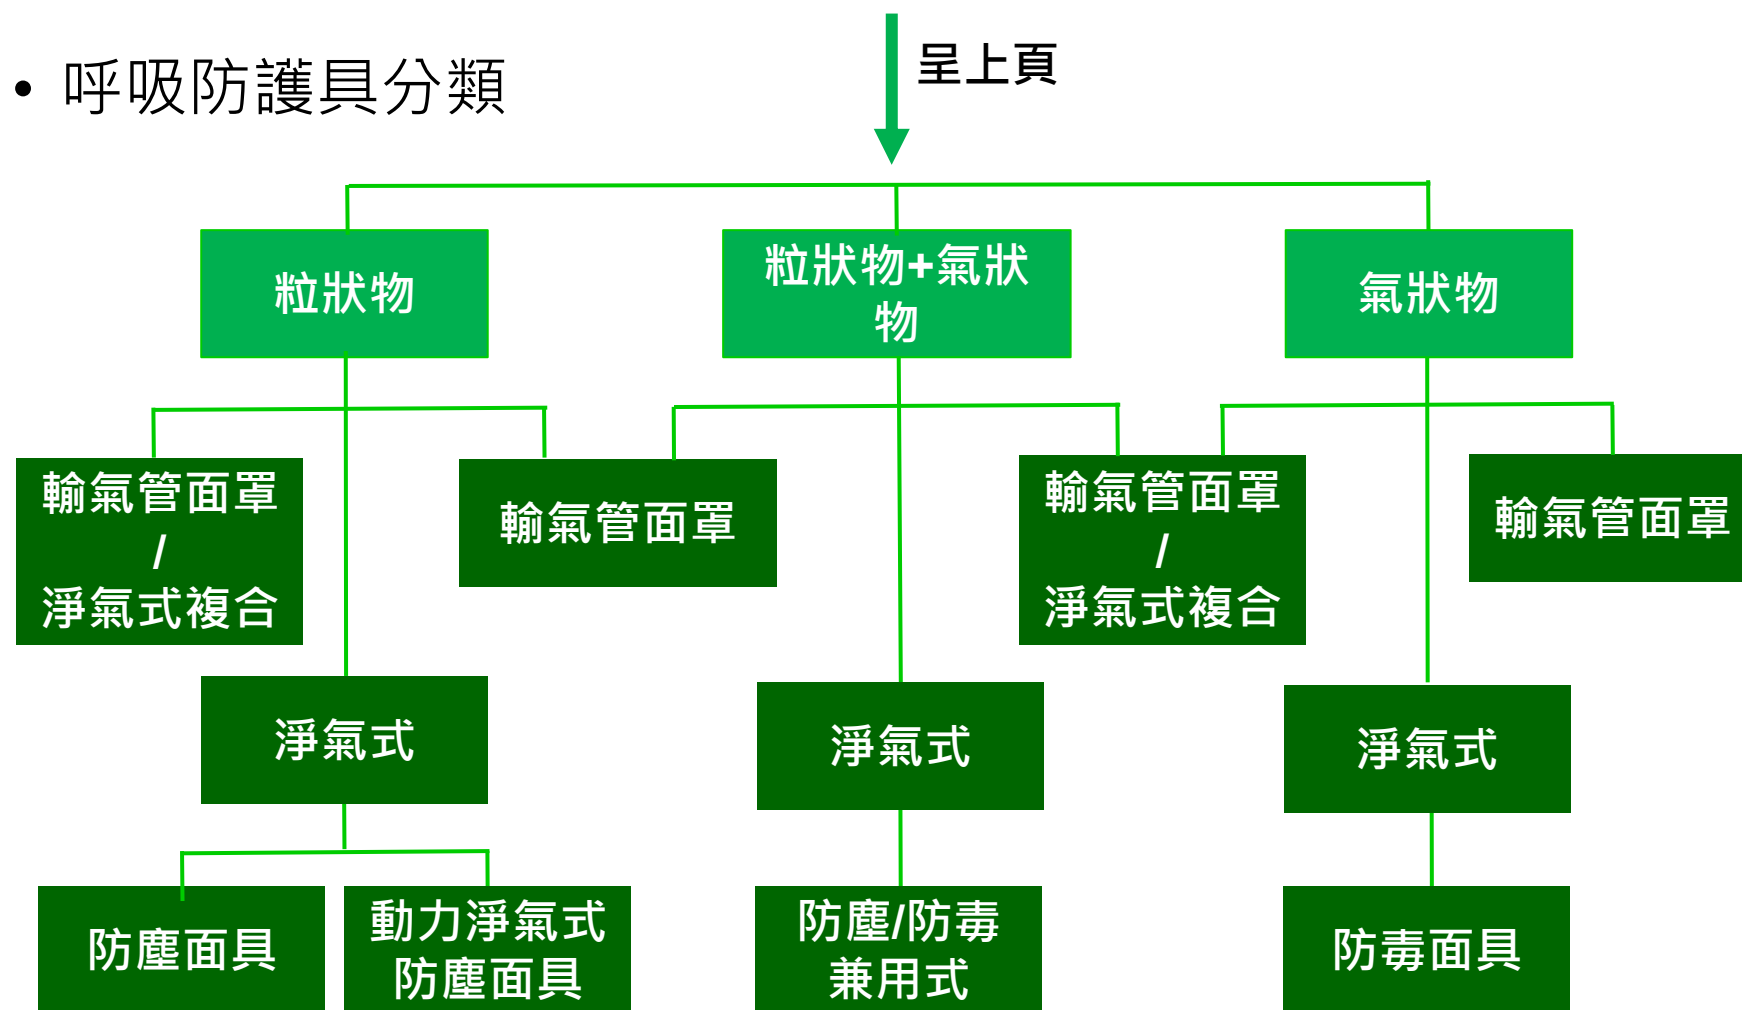 • 呼吸防護具分類
呈上頁
粒狀物
粒狀物+氣狀
物
氣狀物
輸氣管面罩
/
淨氣式複合
輸氣管面罩
輸氣管面罩
/
淨氣式複合
輸氣管面罩
淨氣式
淨氣式
淨氣式
防塵面具
動力淨氣式
防塵面具
防塵/防毒
兼用式
防毒面具